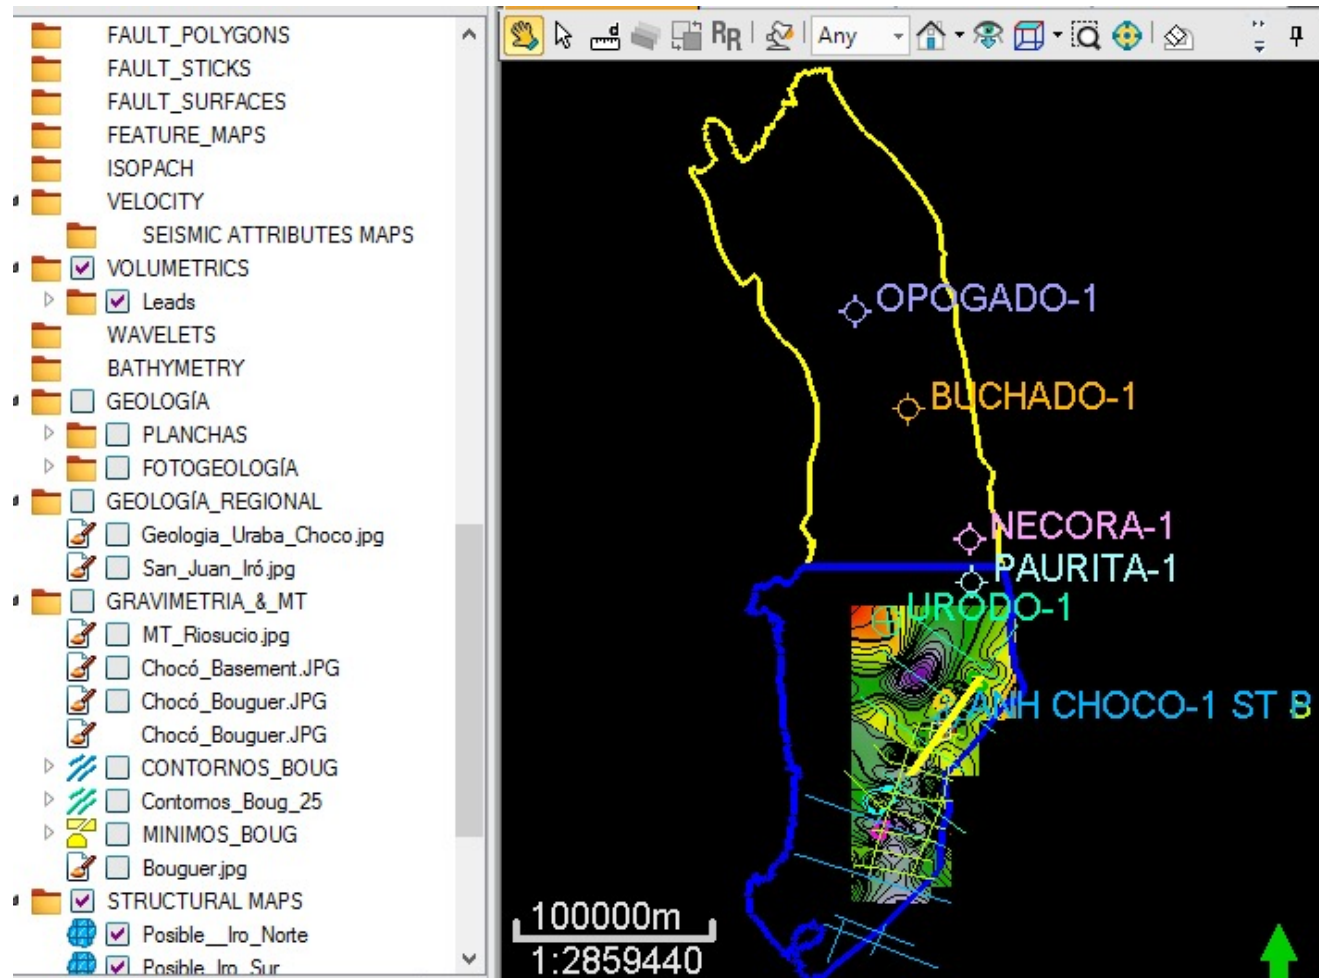 FAULT_POLYGONS
FAULT_STICKS
FAULT_SURFACES
FEATURE_MAPS
ISOPACH
VELOCITY
SEISMIC ATTRIBUTES MAPS
VOLUMETRICS
Leads
WAVELETS
BATHYMETRY
GEOLOGÍA
PLANCHAS
FOTOGEOLOGÍA
GEOLOGÍA_REGIONAL
Geologia_Uraba_Choco.jpg
San_Juan_Iró.jpg
GRAVIMETRIA_&_MT
MT_Riosucio.jpg
Chocó_Basement.JPG
Chocó_Bouguer.JPG
Chocó_Bouguer.JPG
CONTORNOS_BOUG
Contornos_Boug_25
MINIMOS_BOUG
Bouguer.jpg
STRUCTURAL MAPS
Posible__Iro_Norte
Posible_Iro_Sur
RR
Any
OPOGADO-1
BUCHADO-1
NECORA-1
PAURITA-1
URODO-1
ANH CHOCO-1 ST
100000m
1:2859440